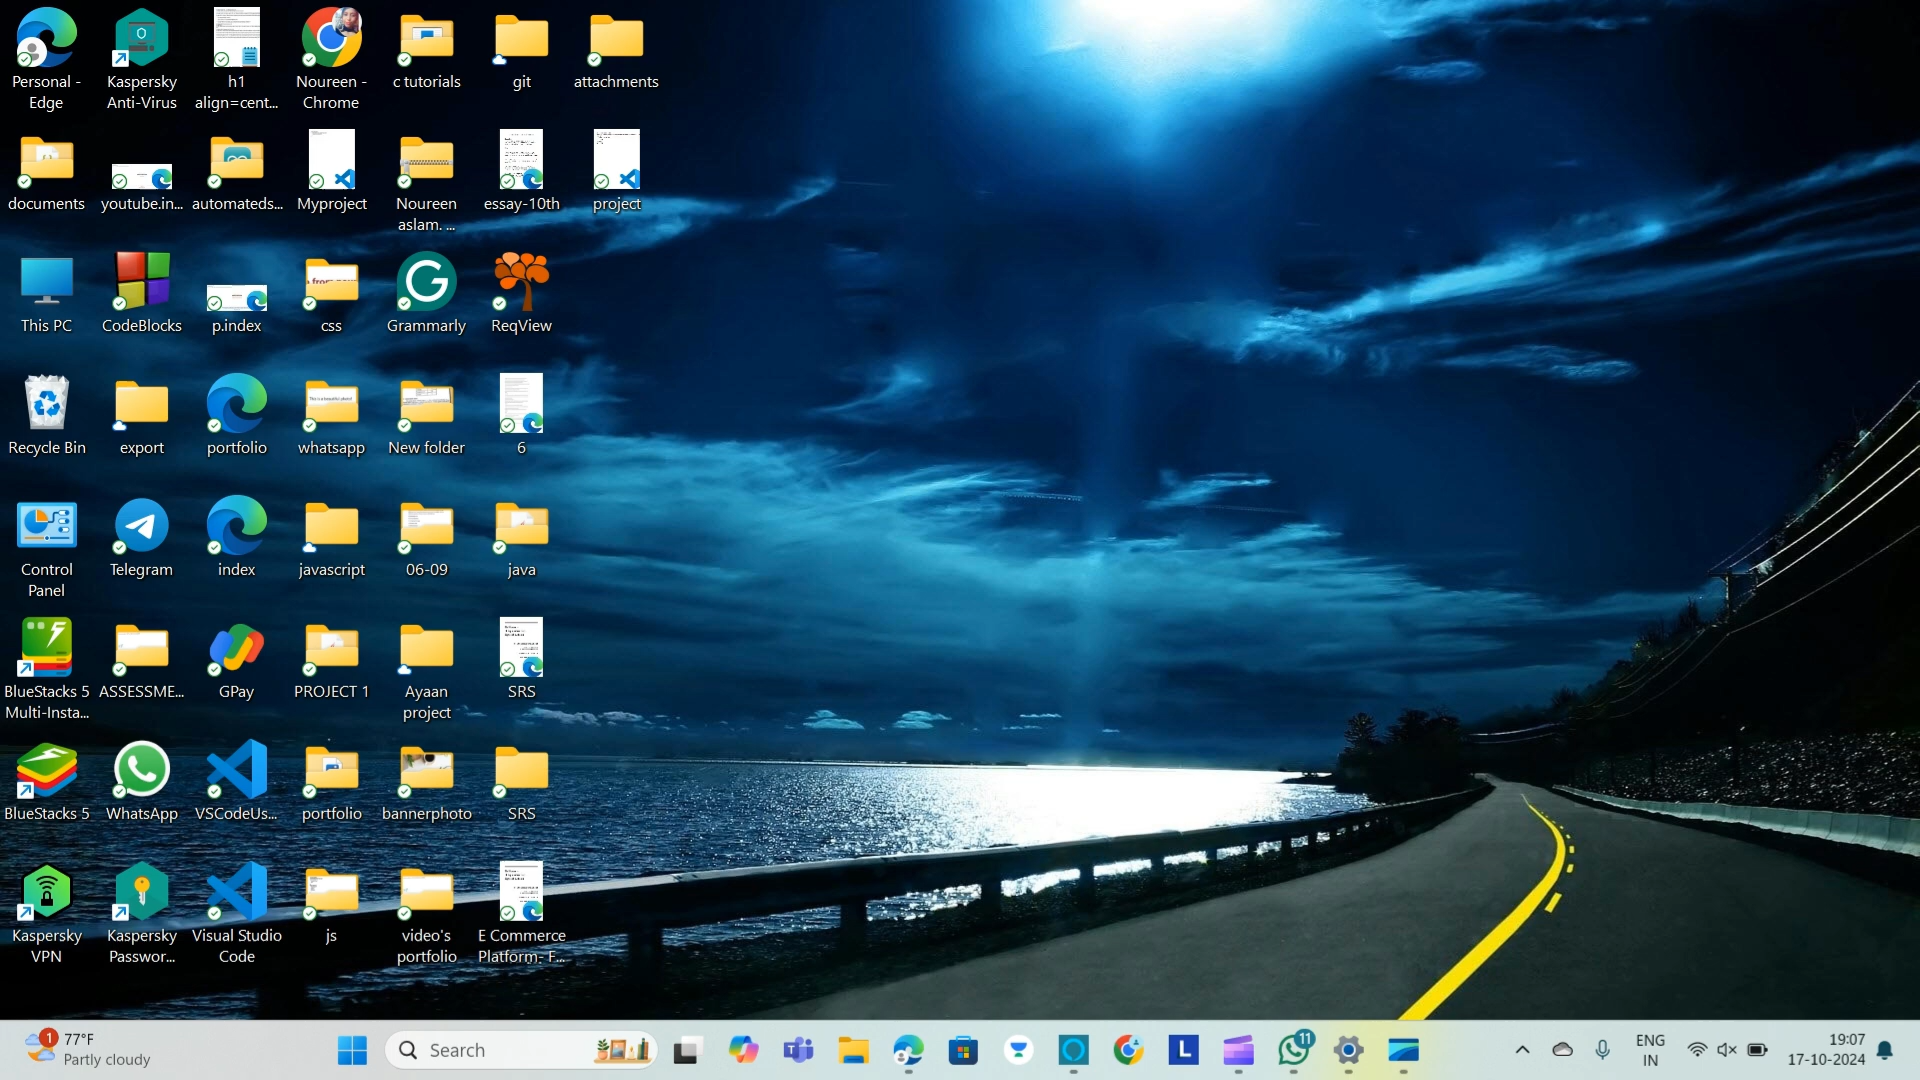 Personal -
Edge
Kaspersky
Anti-Virus
h1
align=cent...
Noureen -
Chrome
c tutorials
git
attachments
documents
youtube.in...
automateds...
Myproject
Noureen
aslam. ...
essay-10th
project
This PC
CodeBlocks
p.index
css
Grammarly
ReqView
Recycle Bin
export
portfolio
whatsapp
New folder
6
Control
Panel
Telegram
index
javascript
06-09
java
BlueStacks 5
Multi-Insta...
ASSESSME...
GPay
PROJECT 1
Ayaan
project
SRS
BlueStacks 5
WhatsApp
VSCodeUs...
portfolio
bannerphoto
SRS
Kaspersky
VPN
Kaspersky
Passwor...
Visual Studio
Code
js
video's
portfolio
E Commerce
Platform- F...
1
77°F
Partly cloudy
Search
L
11
ENG
IN
19:07
17-10-2024